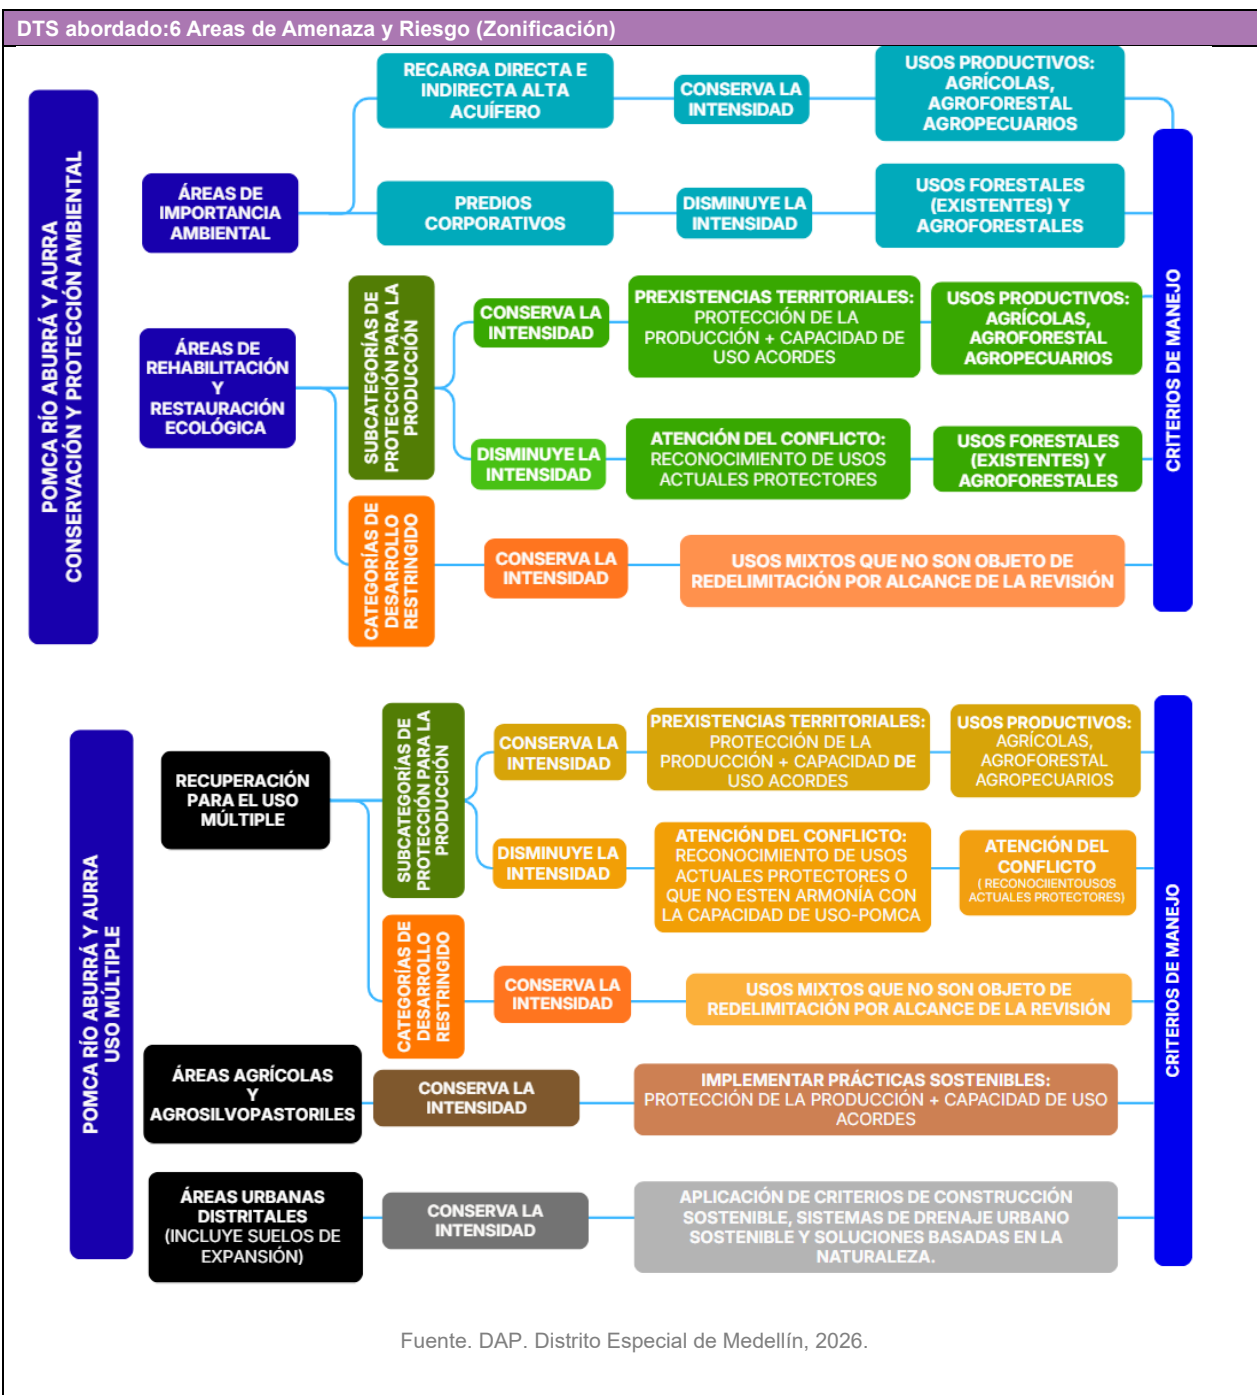 DTS abordado:6 Areas de Amenaza y Riesgo (Zonificación)
POMCA RÍO ABURRÁ Y AURRA
CONSERVACIÓN Y PROTECCIÓN AMBIENTAL
ÁREAS DE
IMPORTANCIA
AMBIENTAL
RECARGA DIRECTA E
INDIRECTA ALTA
ACUÍFERO
CONSERVA LA
INTENSIDAD
USOS PRODUCTIVOS:
AGRÍCOLAS,
AGROFORESTAL
AGROPECUARIOS
PREDIOS
CORPORATIVOS
DISMINUYE LA
INTENSIDAD
USOS FORESTALES
(EXISTENTES) Y
AGROFORESTALES
ÁREAS DE
REHABILITACIÓN
Y
RESTAURACIÓN
ECOLÓGICA
SUBCATEGORÍAS DE
PROTECCIÓN PARA LA
PRODUCCIÓN
CONSERVA LA
INTENSIDAD
PREXISTENCIAS TERRITORIALES:
PROTECCIÓN DE LA
PRODUCCIÓN + CAPACIDAD DE
USO ACORDES
USOS PRODUCTIVOS:
AGRÍCOLAS,
AGROFORESTAL
AGROPECUARIOS
DISMINUYE LA
INTENSIDAD
ATENCIÓN DEL CONFLICTO:
RECONOCIMIENTO DE USOS
ACTUALES PROTECTORES
USOS FORESTALES
(EXISTENTES) Y
AGROFORESTALES
CATEGORÍAS DE
DESARROLLO
RESTRINGIDO
CONSERVA LA
INTENSIDAD
USOS MIXTOS QUE NO SON OBJETO DE
REDELIMITACIÓN POR ALCANCE DE LA REVISIÓN
CRITERIOS DE MANEJO
POMCA RÍO ABURRÁ Y AURRA
USO MÚLTIPLE
RECUPERACIÓN
PARA EL USO
MÚLTIPLE
SUBCATEGORÍAS DE
PROTECCIÓN PARA LA
PRODUCCIÓN
CONSERVA LA
INTENSIDAD
PREXISTENCIAS TERRITORIALES:
PROTECCIÓN DE LA
PRODUCCIÓN + CAPACIDAD DE
USO ACORDES
USOS PRODUCTIVOS:
AGRÍCOLAS,
AGROFORESTAL
AGROPECUARIOS
DISMINUYE LA
INTENSIDAD
ATENCIÓN DEL CONFLICTO:
RECONOCIMIENTO DE USOS
ACTUALES PROTECTORES O
QUE NO ESTEN ARMONÍA CON
LA CAPACIDAD DE USO-POMCA
ATENCIÓN DEL
CONFLICTO
( RECONOCIIENTOUSOS
ACTUALES PROTECTORES)
CATEGORÍAS DE
DESARROLLO
RESTRINGIDO
CONSERVA LA
INTENSIDAD
USOS MIXTOS QUE NO SON OBJETO DE
REDELIMITACIÓN POR ALCANCE DE LA REVISIÓN
ÁREAS AGRÍCOLAS
Y
AGROSILVOPASTORILES
CONSERVA LA
INTENSIDAD
IMPLEMENTAR PRÁCTICAS SOSTENIBLES:
PROTECCIÓN DE LA PRODUCCIÓN + CAPACIDAD DE USO
ACORDES
ÁREAS URBANAS
DISTRITALES
(INCLUYE SUELOS DE
EXPANSIÓN)
CONSERVA LA
INTENSIDAD
APLICACIÓN DE CRITERIOS DE CONSTRUCCIÓN
SOSTENIBLE, SISTEMAS DE DRENAJE URBANO
SOSTENIBLE Y SOLUCIONES BASADAS EN LA
NATURALEZA.
CRITERIOS DE MANEJO
Fuente. DAP. Distrito Especial de Medellín, 2026.